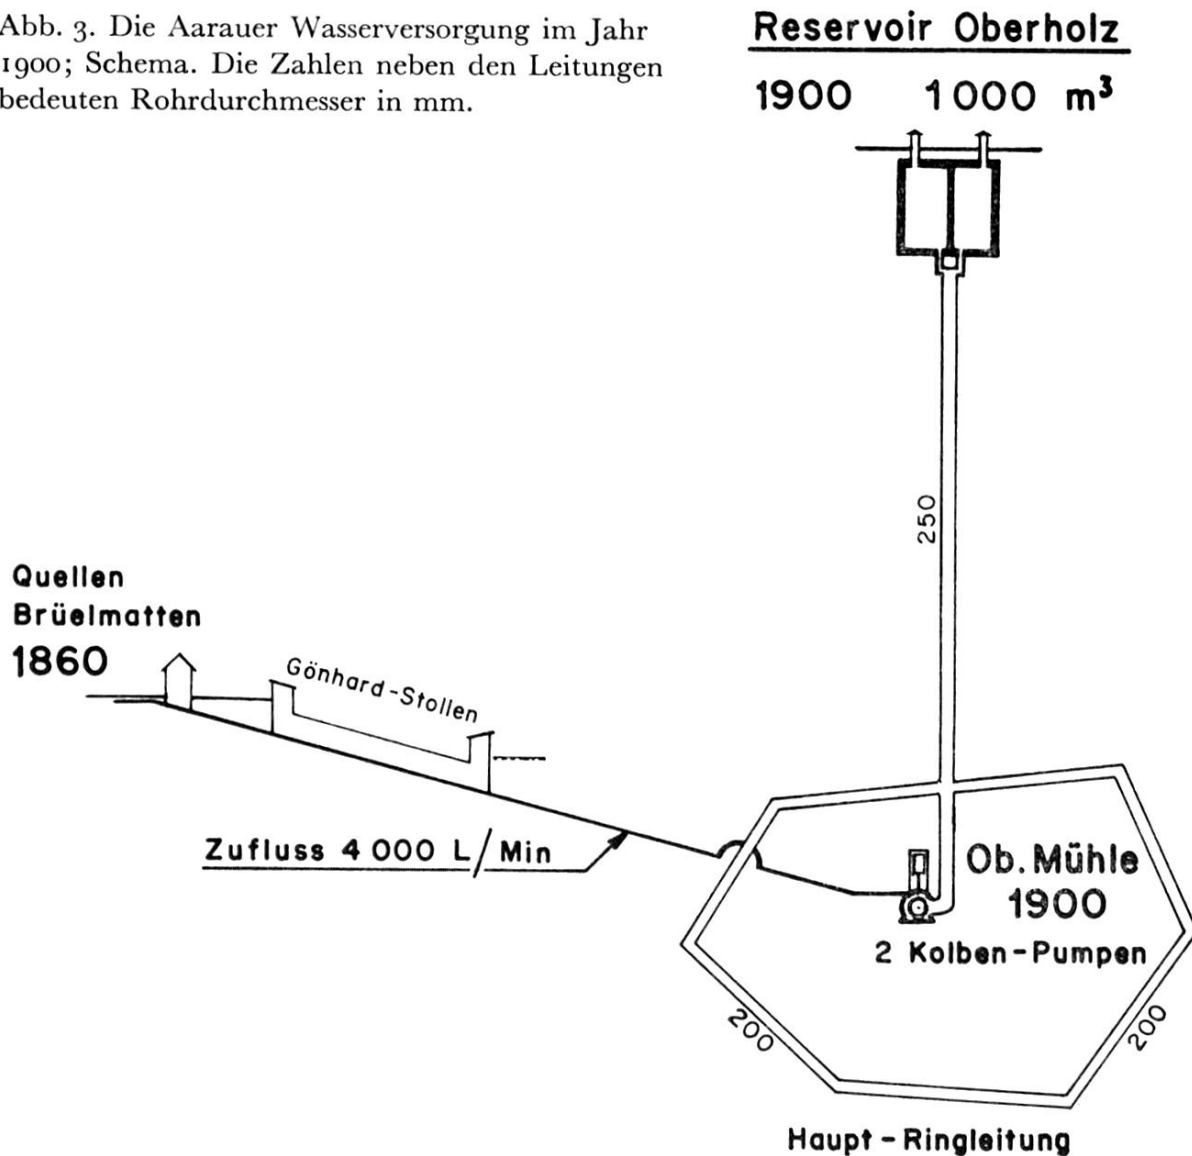 Abb. 3. Die Aarauer Wasserversorgung im Jahr
1900; Schema. Die Zahlen neben den Leitungen
bedeuten Rohrdurchmesser in mm.
Reservoir Oberholz
1900 1000 m³
250
Quellen
Brüelmatten
1860
Gönhard-Stollen
Zufluss 4 000 L/Min
Ob. Mühle
1900
2 Kolben-Pumpen
200
200
Haupt-Ringleitung